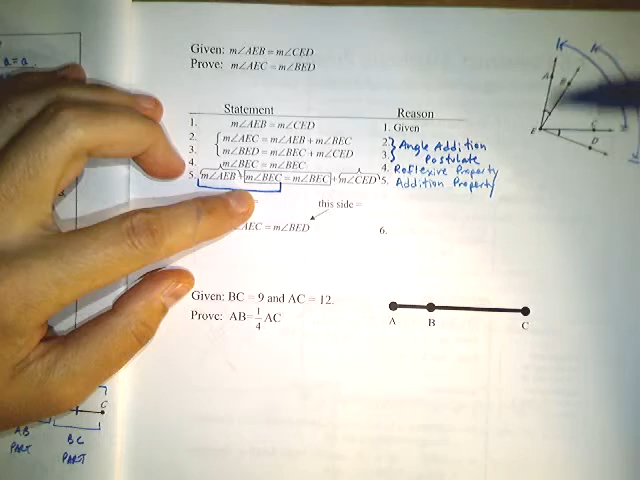 Given: m∠AEB = m∠CED
Prove: m∠AEC = m∠BED
Statement Reason
1. m∠AEB = m∠CED 1. Given
2. m∠AEC = m∠AEB + m∠BEC 2. Angle Addition
3. m∠BED = m∠BEC + m∠CED 3. Postulate
4. m∠BEC = m∠BEC 4. Reflexive Property
5. m∠AEB + m∠BEC = m∠BEC + m∠CED 5. Addition Property
= this side =
∠AEC = m∠BED 6.
Given: BC = 9 and AC = 12.
Prove: AB = 1/4 AC
A B C
a = a
A B
E C
D
C
AB BC
PART PART